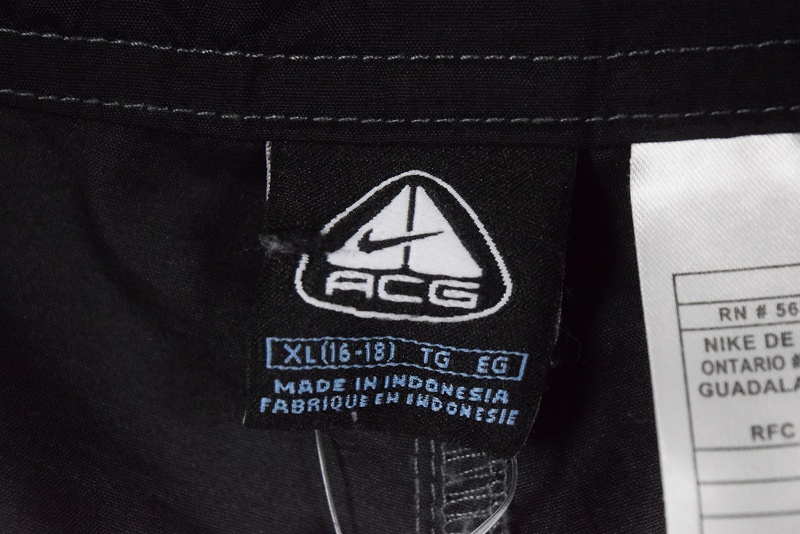 ACG
XL(16-18) TG EG
MADE IN INDONESIA
FABRIQUE EN INDONESIE
RN # 56
NIKE DE
ONTARIO #
GUADALA
RFC